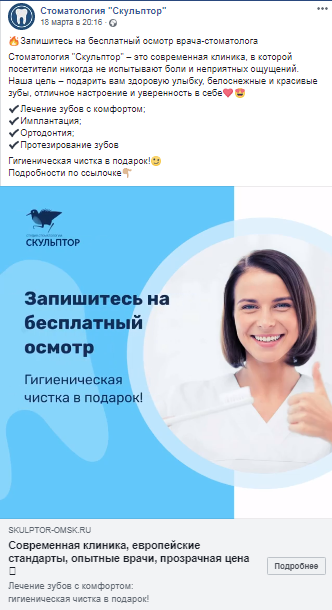 Стоматология "Скульптор"
18 марта в 20:16 ·
🔥Запишитесь на бесплатный осмотр врача-стоматолога
Стоматология "Скульптор" – это современная клиника, в которой
посетители никогда не испытывают боли и неприятных ощущений.
Наша цель – подарить вам здоровую улыбку, белоснежные и красивые
зубы, отличное настроение и уверенность в себе❤️😍
✔Лечение зубов с комфортом;
✔Имплантация;
✔Ортодонтия;
✔Протезирование зубов
Гигиеническая чистка в подарок!😉
Подробности по ссылочке👇🏼
СКУЛЬПТОР
Запишитесь на
бесплатный
осмотр
Гигиеническая
чистка в подарок!
SKULPTOR-OMSK.RU
Современная клиника, европейские
стандарты, опытные врачи, прозрачная цена
Подробнее
Лечение зубов с комфортом:
гигиеническая чистка в подарок!